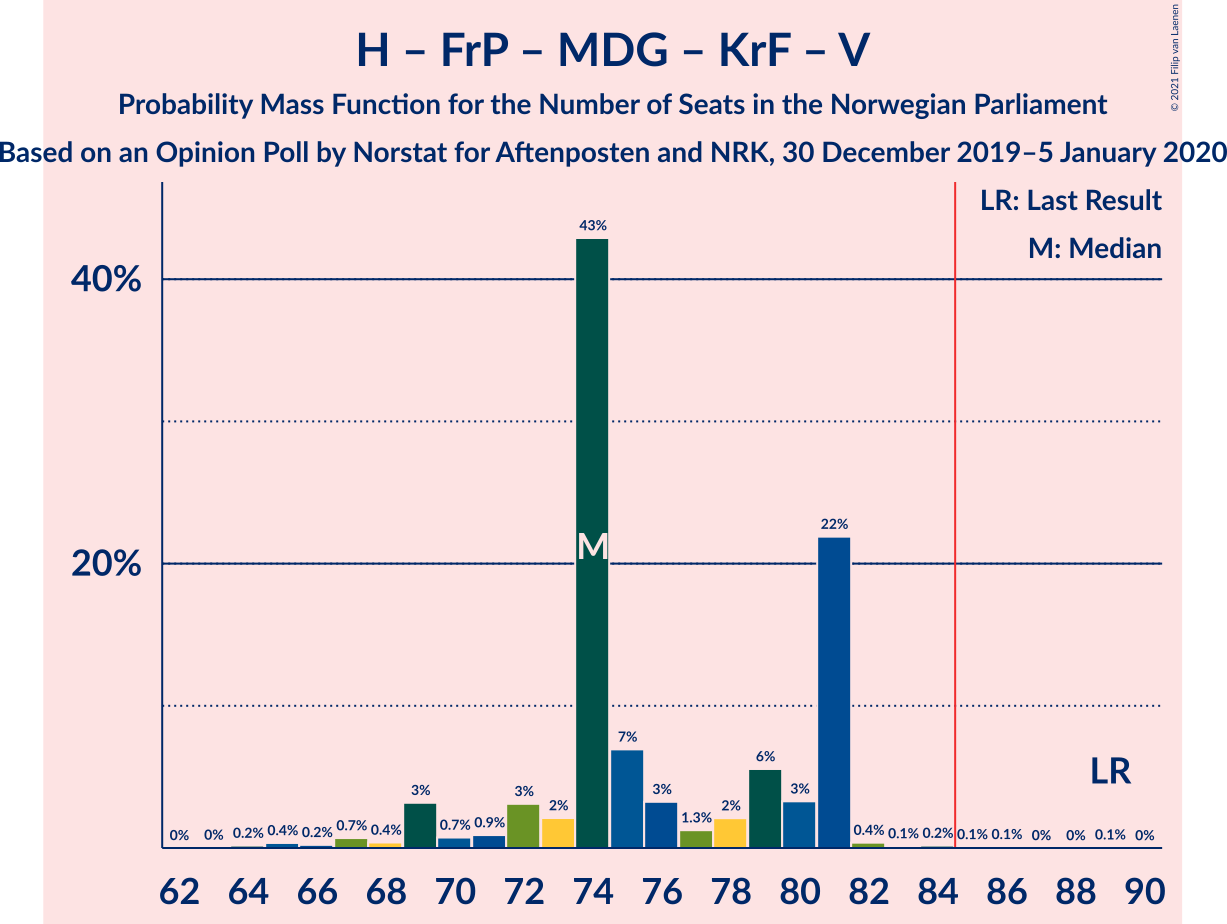 H – FrP – MDG – KrF – V
Probability Mass Function for the Number of Seats in the Norwegian Parliament
Based on an Opinion Poll by Norstat for Aftenposten and NRK, 30 December 2019–5 January 2020
© 2021 Filip van Laenen
LR: Last Result
M: Median
40%
20%
0% 0% 0.2% 0.4% 0.2% 0.7% 0.4% 3% 0.7% 0.9% 3% 2% 43% 7% 3% 1.3% 2% 6% 3% 22% 0.4% 0.1% 0.2% 0.1% 0.1% 0% 0% 0.1% 0%
M
LR
62 64 66 68 70 72 74 76 78 80 82 84 86 88 90